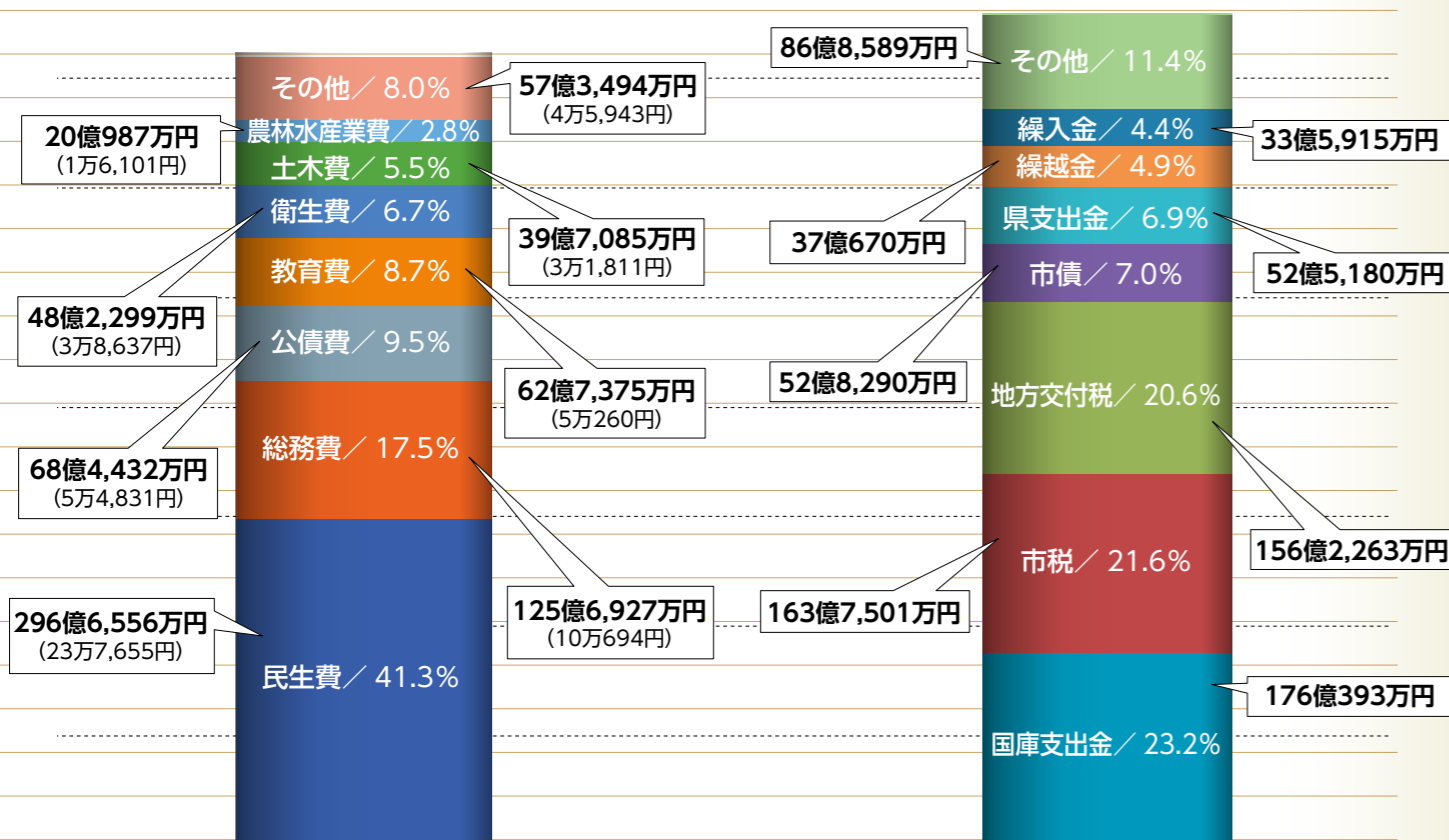 その他／ 8.0%
57億3,494万円
(4万5,943円)
農林水産業費／ 2.8%
20億987万円
(1万6,101円)
土木費／ 5.5%
39億7,085万円
(3万1,811円)
衛生費／ 6.7%
48億2,299万円
(3万8,637円)
教育費／ 8.7%
62億7,375万円
(5万260円)
公債費／ 9.5%
68億4,432万円
(5万4,831円)
総務費／ 17.5%
125億6,927万円
(10万694円)
民生費／ 41.3%
296億6,556万円
(23万7,655円)
その他／ 11.4%
86億8,589万円
繰入金／ 4.4%
33億5,915万円
繰越金／ 4.9%
37億670万円
県支出金／ 6.9%
52億5,180万円
市債／ 7.0%
52億8,290万円
地方交付税／ 20.6%
156億2,263万円
市税／ 21.6%
163億7,501万円
国庫支出金／ 23.2%
176億393万円